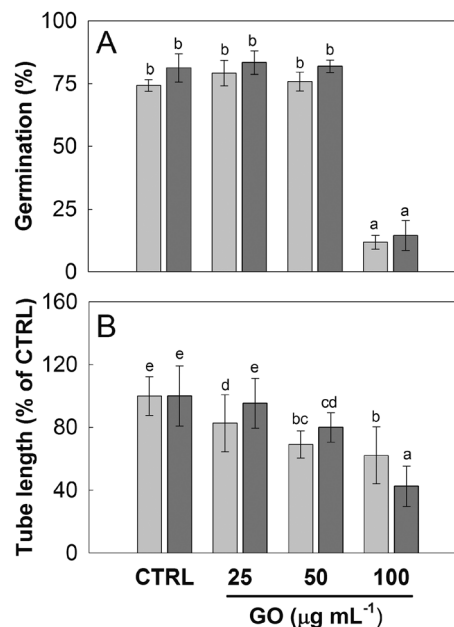 A
Germination (%)
100
75
50
25
0
b b b b b b a a
B
Tube length (% of CTRL)
160
120
80
40
0
e e d e bc cd b a
CTRL 25 50 100
GO (μg mL⁻¹)